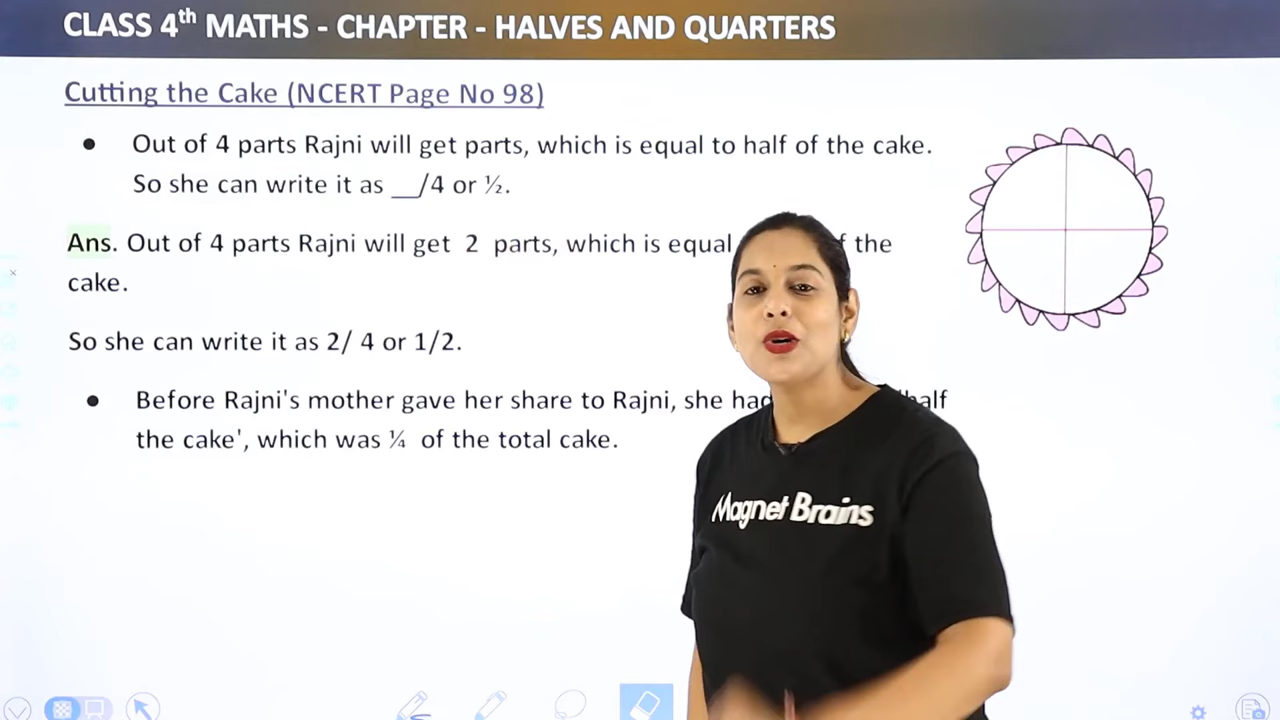 CLASS 4th MATHS - CHAPTER - HALVES AND QUARTERS
Cutting the Cake (NCERT Page No 98)
● Out of 4 parts Rajni will get parts, which is equal to half of the cake.
So she can write it as __/4 or ½.
Ans. Out of 4 parts Rajni will get 2 parts, which is equal the
cake.
So she can write it as 2/ 4 or 1/2.
● Before Rajni's mother gave her share to Rajni, she had half
the cake', which was ¼ of the total cake.
Magnet Brains